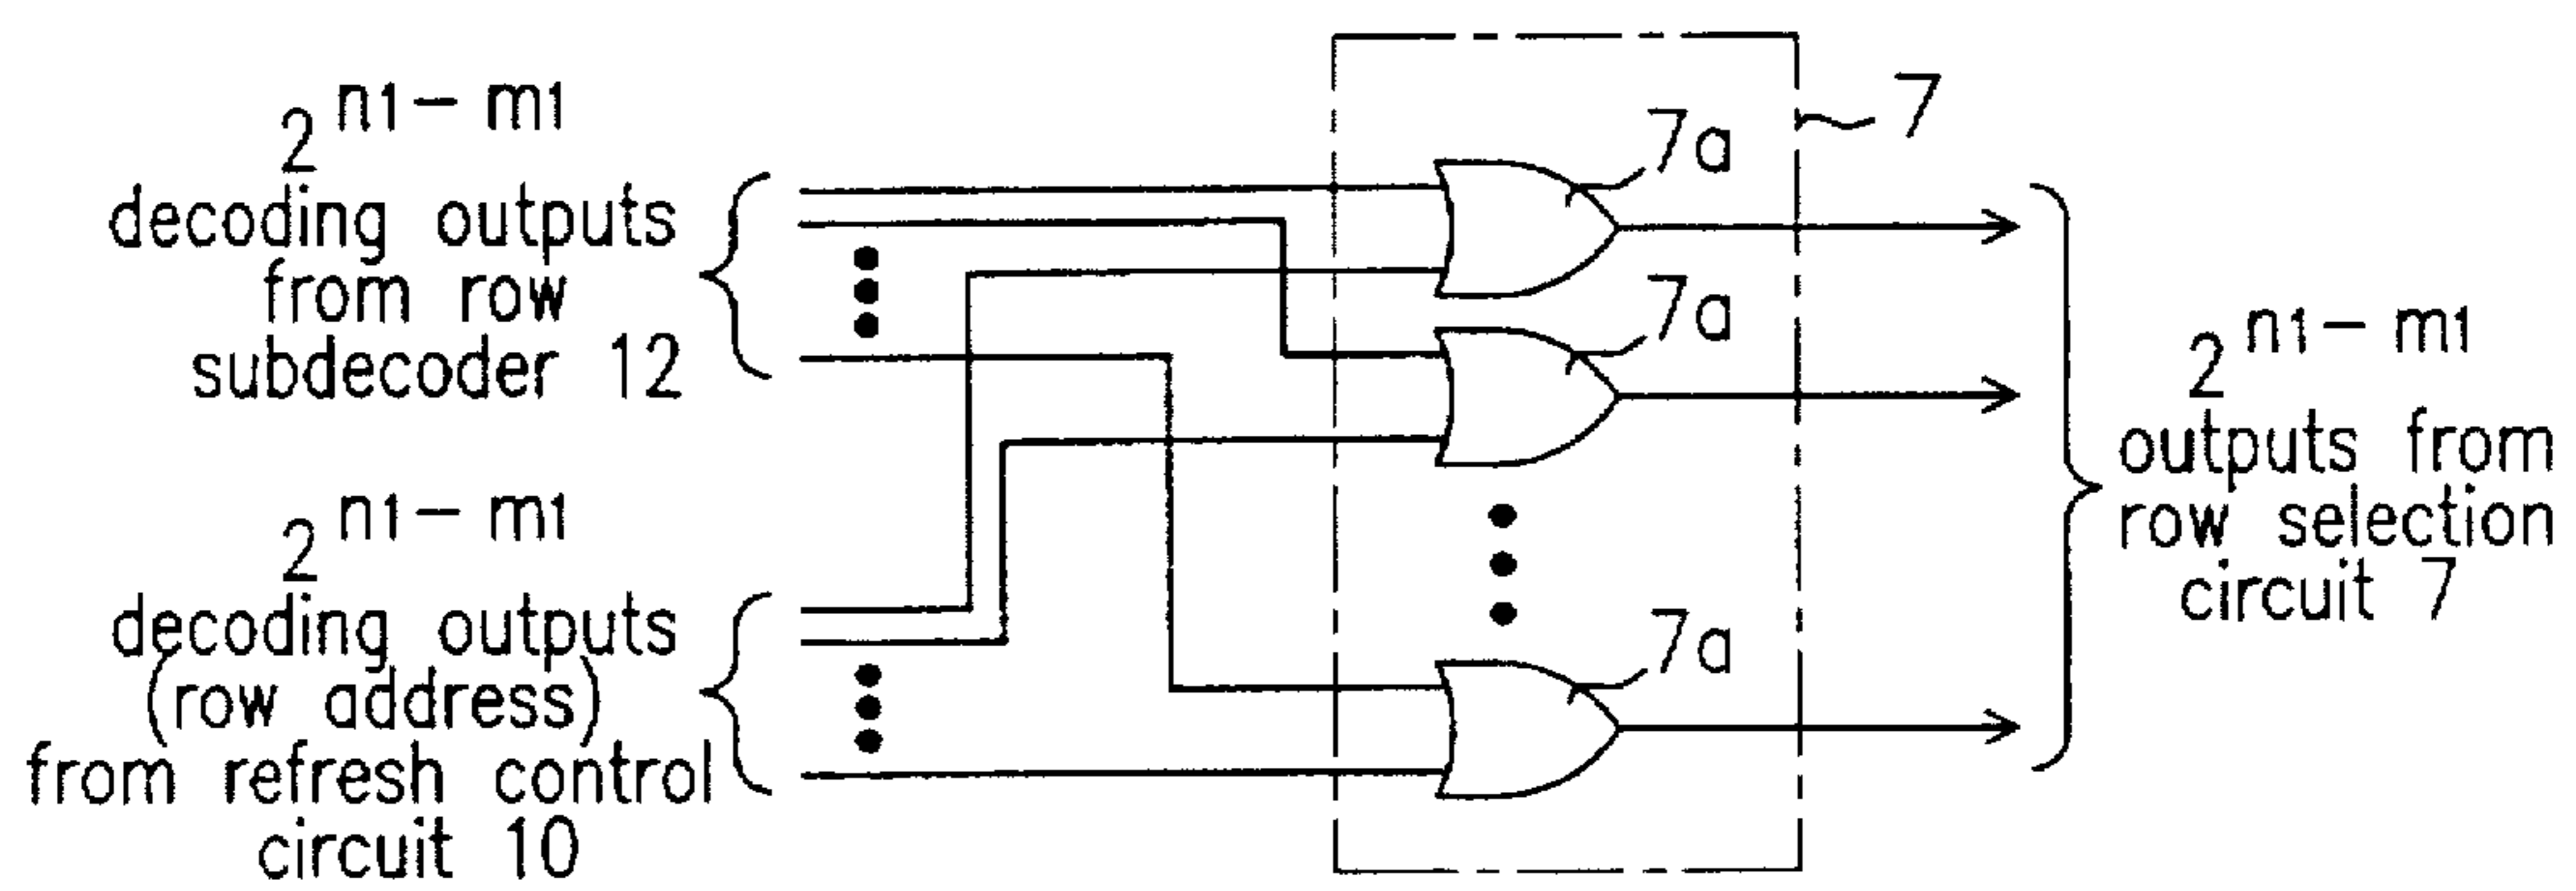 2 n1 - m1
decoding outputs
from row
subdecoder 12
2 n1 - m1
decoding outputs
(row address)
from refresh control
circuit 10
7
7a
7a
7a
2 n1 - m1
outputs from
row selection
circuit 7